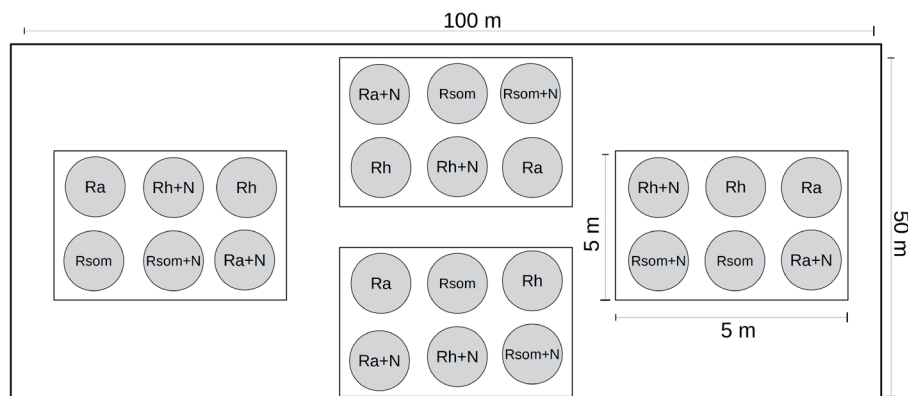 100 m
Ra+N Rsom Rsom+N
Rh Rh+N Ra
Ra Rh+N Rh
Rsom Rsom+N Ra+N
Rh+N Rh Ra
Rsom+N Rsom Ra+N
5 m
5 m
50 m
Ra Rsom Rh
Ra+N Rh+N Rsom+N